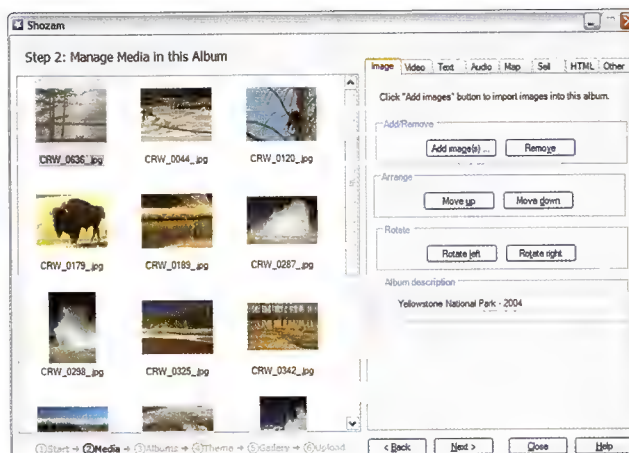 Shozam
Step 2: Manage Media in this Album
CRW_0636_.jpg
CRW_0044_.jpg
CRW_0120_.jpg
CRW_0179_.jpg
CRW_0189_.jpg
CRW_0287_.jpg
CRW_0298_.jpg
CRW_0325_.jpg
CRW_0342_.jpg
①Start → ②Media → ③Albums → ④Theme → ⑤Gallery → ⑥Upload
Image Video Text Audio Map Sell HTML Other
Click "Add images" button to import images into this album.
Add/Remove
Add image(s) ... Remove
Arrange
Move up Move down
Rotate
Rotate left Rotate right
Album description
Yellowstone National Park - 2004
< Back Next > Close Help